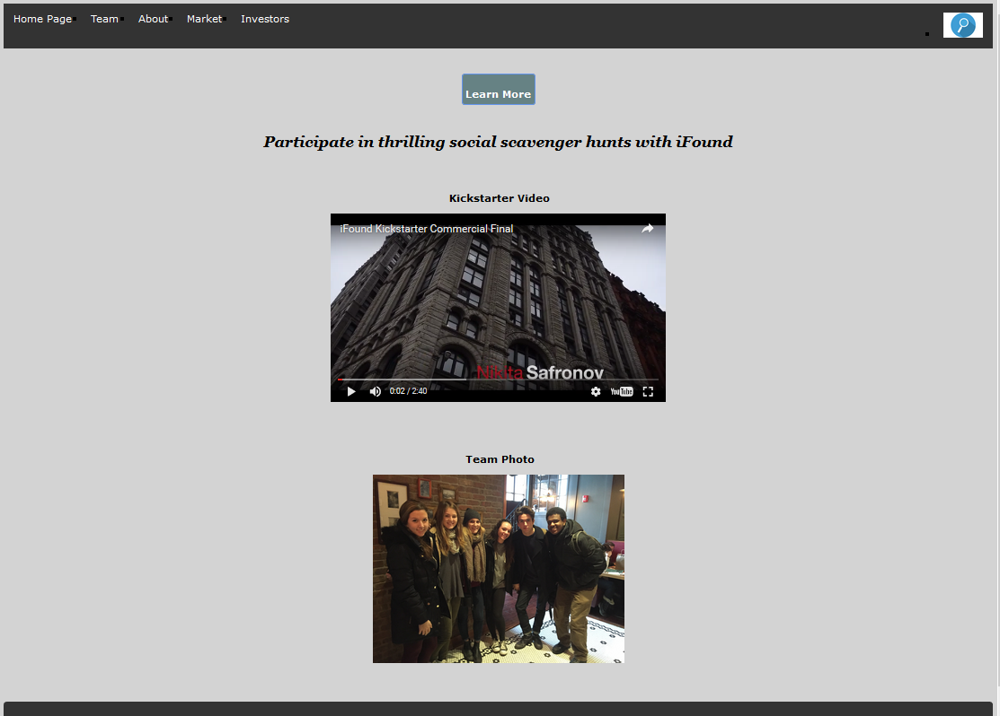 Home Page Team About Market Investors
Learn More
Participate in thrilling social scavenger hunts with iFound
Kickstarter Video
iFound Kickstarter Commercial Final
Nikita Safronov
0:02 / 2:40
YouTube
Team Photo